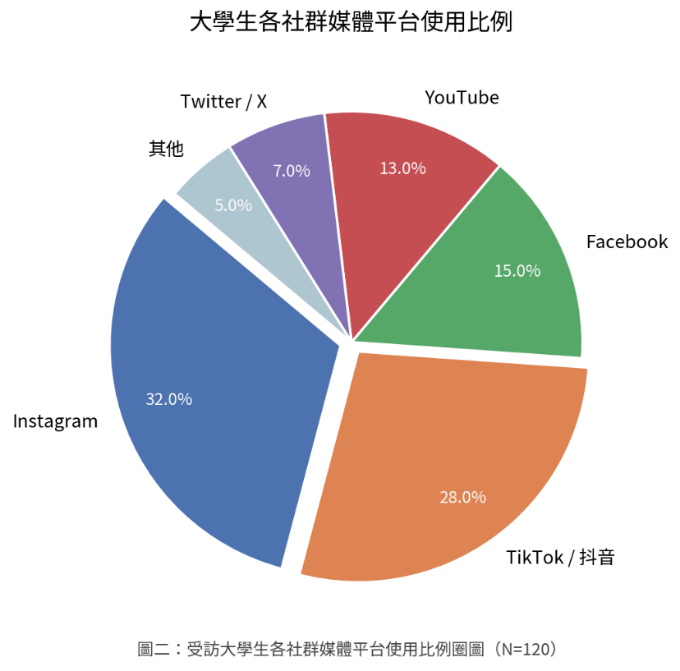 大學生各社群媒體平台使用比例
Twitter / X
YouTube
其他
7.0%
13.0%
5.0%
Facebook
15.0%
32.0%
Instagram
28.0%
TikTok / 抖音
圖二：受訪大學生各社群媒體平台使用比例圈圖（N=120）